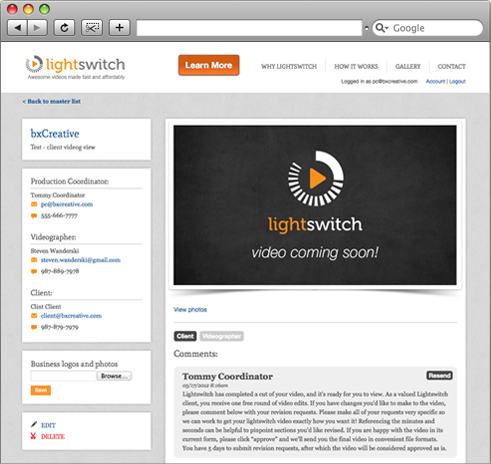 Google
lightswitch
Awesome videos made fast and affordably
Learn More
WHY LIGHTSWITCH
HOW IT WORKS
GALLERY
CONTACT
Logged in as pc@bxcreative.com
Account | Logout
< Back to master list
bxCreative
Test - client videog view
Production Coordinator:
Tommy Coordinator
pc@bxcreative.com
555-666-7777
Videographer:
Steven Wanderski
steven.wanderski@gmail.com
987-889-7978
Client:
Clist Client
client@bxcreative.com
987-879-7979
Business logos and photos
Browse...
Save
EDIT
DELETE
lightswitch
video coming soon!
View photos
Client
Videographer
Comments:
Tommy Coordinator
Resend
05/17/2012 @
Lightswitch has completed a cut of your video, and it's ready for you to view. As a valued Lightswitch
client, you receive one free round of video edits. If you have changes you'd like to make to the video,
please comment below with your revision requests. Please make all of your requests very specific so
we can work to get your lightswitch video exactly how you want it! Referencing the minutes and
seconds can be helpful to pinpoint sections you'd like revised. If you are happy with the video in its
current form, please click "approve" and we'll send you the final video in convenient file formats.
You have 5 days to submit revision requests, after which the video will be considered approved as is.